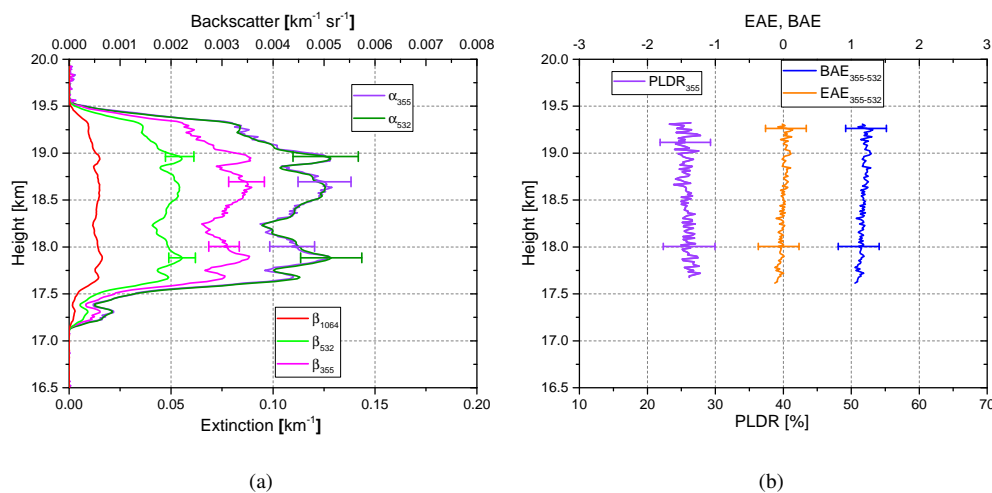 Backscatter [km⁻¹ sr⁻¹]
0.000 0.001 0.002 0.003 0.004 0.005 0.006 0.007 0.008
20.0
19.5
19.0
18.5
18.0
17.5
17.0
16.5
Height [km]
α355
α532
β1064
β532
β355
0.00 0.05 0.10 0.15 0.20
Extinction [km⁻¹]
(a)
EAE, BAE
-3 -2 -1 0 1 2 3
20.0
19.5
19.0
18.5
18.0
17.5
17.0
16.5
Height [km]
PLDR355
BAE355-532
EAE355-532
10 20 30 40 50 60 70
PLDR [%]
(b)